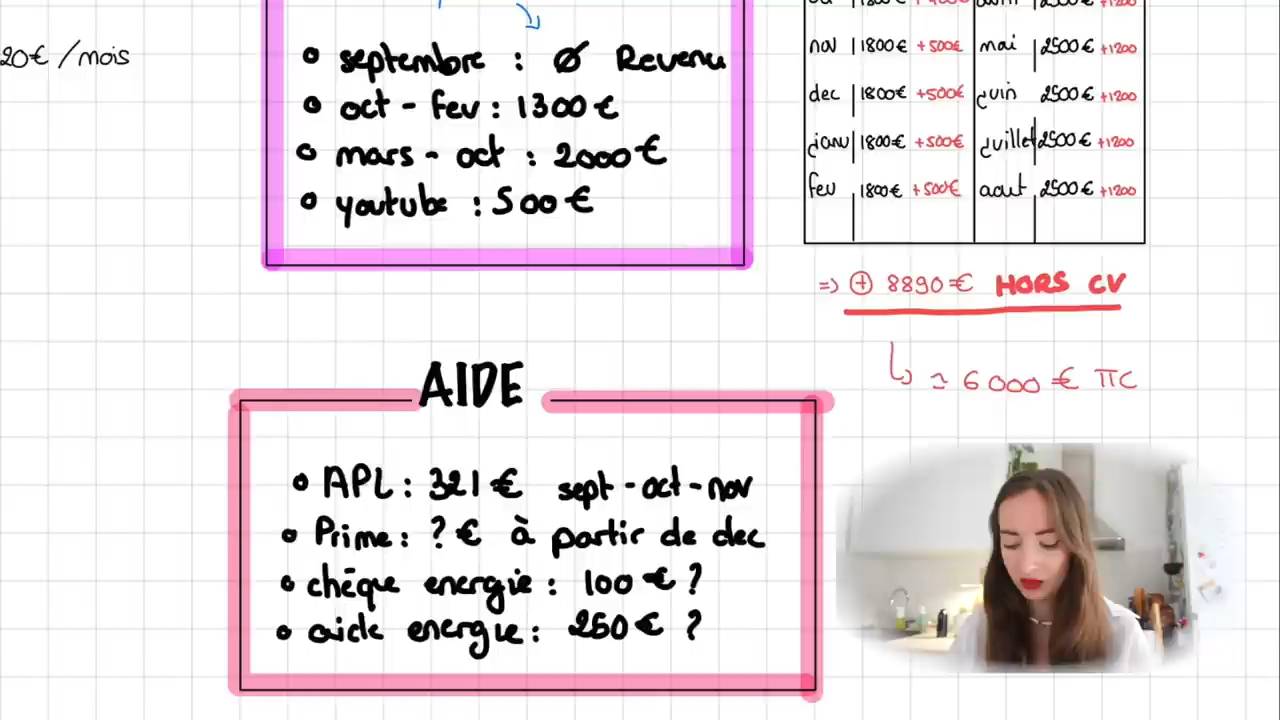 20€ / mois
septembre : Ø Revenu
oct - fev : 1300 €
mars - oct : 2000 €
youtube : 500 €
nov 1800€ +500€ mai 2500€ +1200
dec 1800€ +500€ juin 2500€ +1200
janv 1800€ +500€ juillet 2500€ +1200
fev 1800€ +500€ aout 2500€ +1200
=> + 8890 € HORS CV
≃ 6 000 € TTC
AIDE
APL : 321 € sept - oct - nov
Prime : ? € à partir de dec
chèque energie : 100 € ?
aide energie : 250 € ?